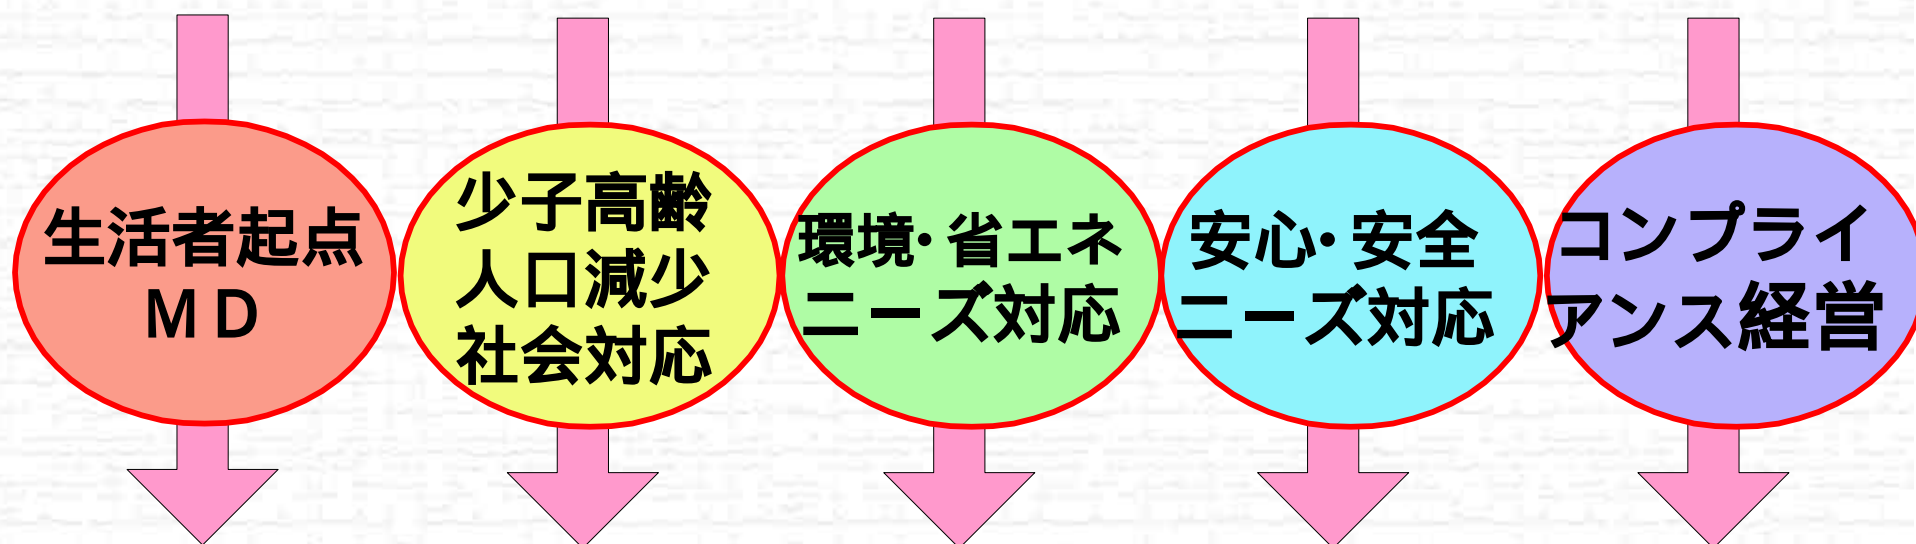 生活者起点
ＭＤ
少子高齢
人口減少
社会対応
環境・省エネ
ニーズ対応
安心・安全
ニーズ対応
コンプライ
アンス経営